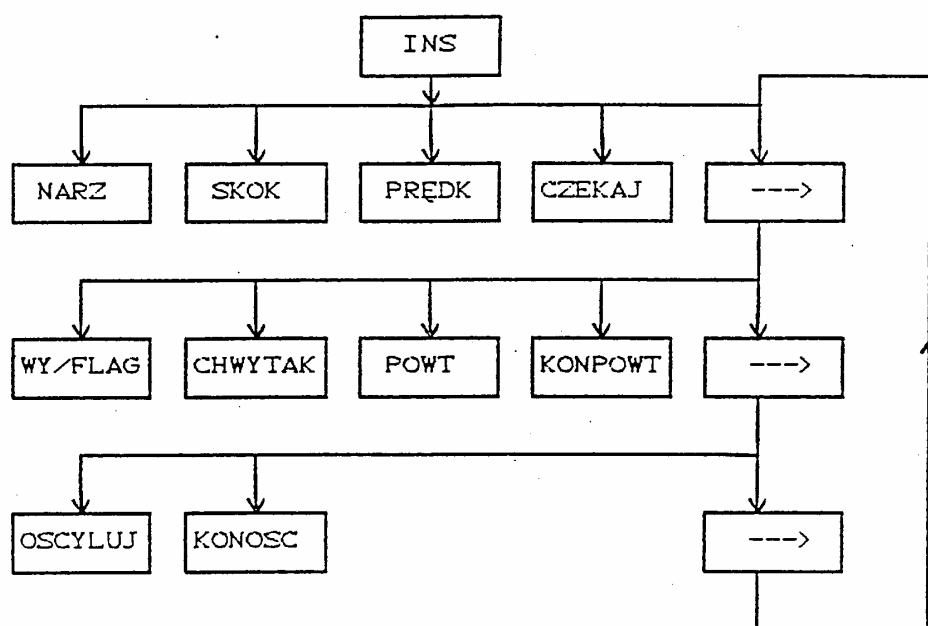 INS
NARZ SKOK PRĘDK CZEKAJ --->
WY/FLAG CHWYTAK POWT KONPOWT --->
OSCYLUJ KONOSC --->